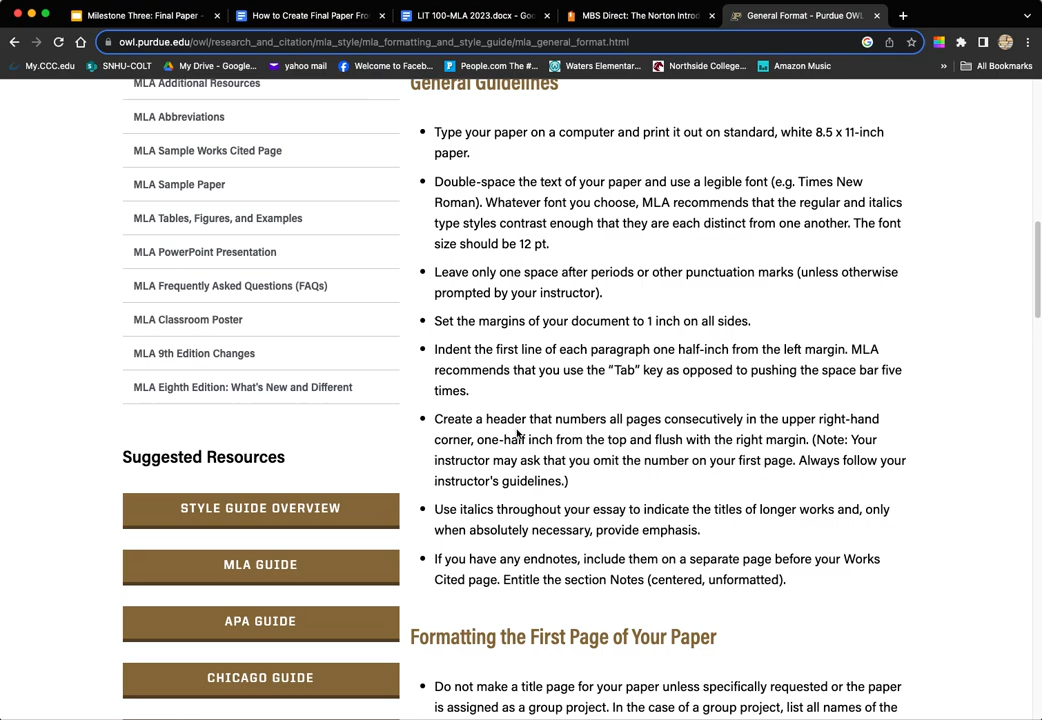 Milestone Three: Final Paper -
How to Create Final Paper Fro
LIT 100-MLA 2023.docx - Goo
MBS Direct: The Norton Introd
General Format - Purdue OWL
owl.purdue.edu/owl/research_and_citation/mla_style/mla_formatting_and_style_guide/mla_general_format.html
My.CCC.edu
SNHU-COLT
My Drive - Google...
yahoo mail
Welcome to Faceb...
People.com The #...
Waters Elementar...
Northside College...
Amazon Music
»
All Bookmarks
MLA Additional Resources
MLA Abbreviations
MLA Sample Works Cited Page
MLA Sample Paper
MLA Tables, Figures, and Examples
MLA PowerPoint Presentation
MLA Frequently Asked Questions (FAQs)
MLA Classroom Poster
MLA 9th Edition Changes
MLA Eighth Edition: What's New and Different
Suggested Resources
STYLE GUIDE OVERVIEW
MLA GUIDE
APA GUIDE
CHICAGO GUIDE
General Guidelines
• Type your paper on a computer and print it out on standard, white 8.5 x 11-inch
paper.
• Double-space the text of your paper and use a legible font (e.g. Times New
Roman). Whatever font you choose, MLA recommends that the regular and italics
type styles contrast enough that they are each distinct from one another. The font
size should be 12 pt.
• Leave only one space after periods or other punctuation marks (unless otherwise
prompted by your instructor).
• Set the margins of your document to 1 inch on all sides.
• Indent the first line of each paragraph one half-inch from the left margin. MLA
recommends that you use the “Tab” key as opposed to pushing the space bar five
times.
• Create a header that numbers all pages consecutively in the upper right-hand
corner, one-half inch from the top and flush with the right margin. (Note: Your
instructor may ask that you omit the number on your first page. Always follow your
instructor's guidelines.)
• Use italics throughout your essay to indicate the titles of longer works and, only
when absolutely necessary, provide emphasis.
• If you have any endnotes, include them on a separate page before your Works
Cited page. Entitle the section Notes (centered, unformatted).
Formatting the First Page of Your Paper
• Do not make a title page for your paper unless specifically requested or the paper
is assigned as a group project. In the case of a group project, list all names of the